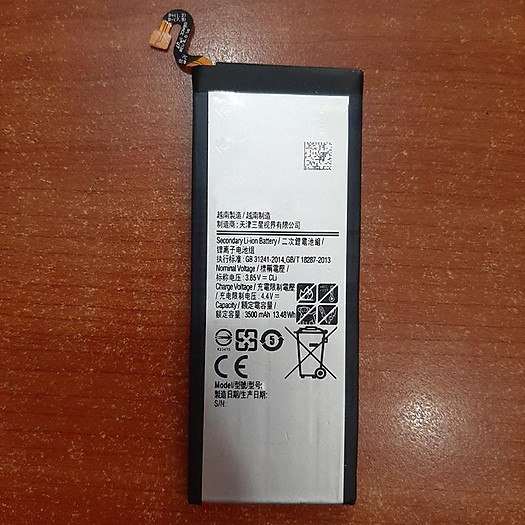 越南製造 / 越南制造
制造商 : 天津三星视界有限公司
Secondary Li-ion Battery / 二次鋰電池組 /
锂离子电池组
执行标准: GB 31241-2014,GB/T 18287-2013
Nominal Voltage / 標稱電壓 /
标称电压 : 3.85V ⎓ CLi
Charge Voltage / 充電限制電壓
/ 充电限制电压 : 4.4V ⎓
Capacity / 額定容量 /
额定容量 : 3500 mAh 13.48Wh
5
CE
Model/型號/型号:
製造日期/生产日期:
S/N: